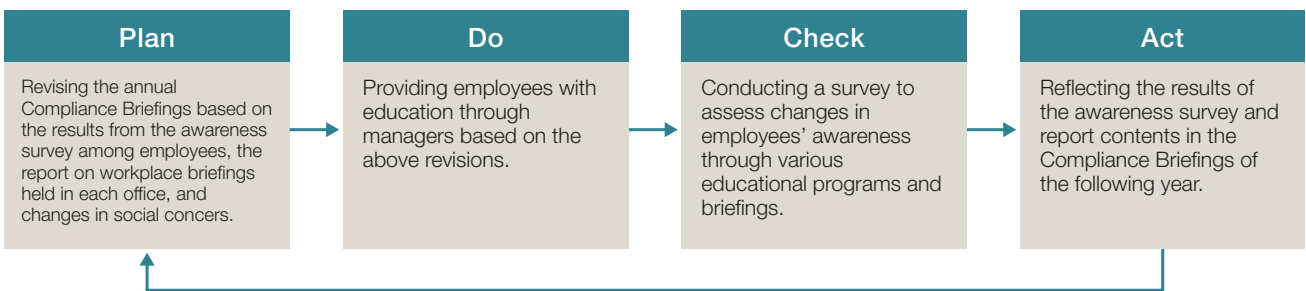 Plan
Revising the annual
Compliance Briefings based on
the results from the awareness
survey among employees, the
report on workplace briefings
held in each office, and
changes in social concers.
Do
Providing employees with
education through
managers based on the
above revisions.
Check
Conducting a survey to
assess changes in
employees’ awareness
through various
educational programs and
briefings.
Act
Reflecting the results of
the awareness survey and
report contents in the
Compliance Briefings of
the following year.